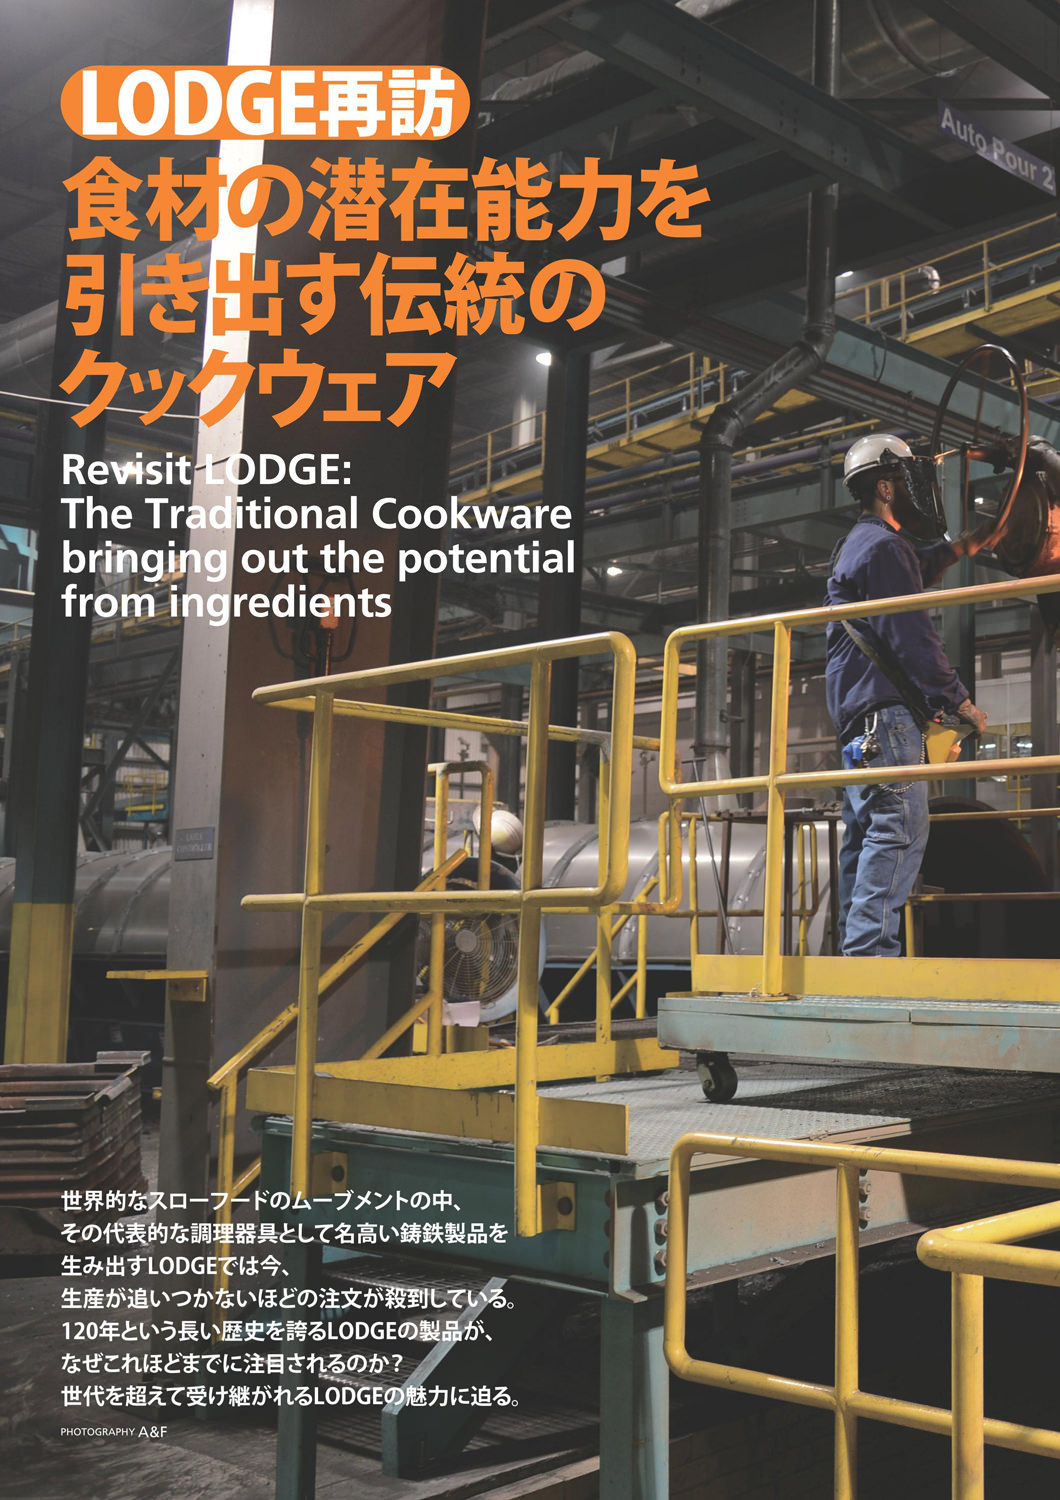 LODGE再訪
食材の潜在能力を
引き出す伝統の
クックウェア
Revisit LODGE:
The Traditional Cookware
bringing out the potential
from ingredients
Auto Pour 2
世界的なスローフードのムーブメントの中、
その代表的な調理器具として名高い鋳鉄製品を
生み出すLODGEでは今、
生産が追いつかないほどの注文が殺到している。
120年という長い歴史を誇るLODGEの製品が、
なぜこれほどまでに注目されるのか?
世代を超えて受け継がれるLODGEの魅力に迫る。
PHOTOGRAPHY A&F